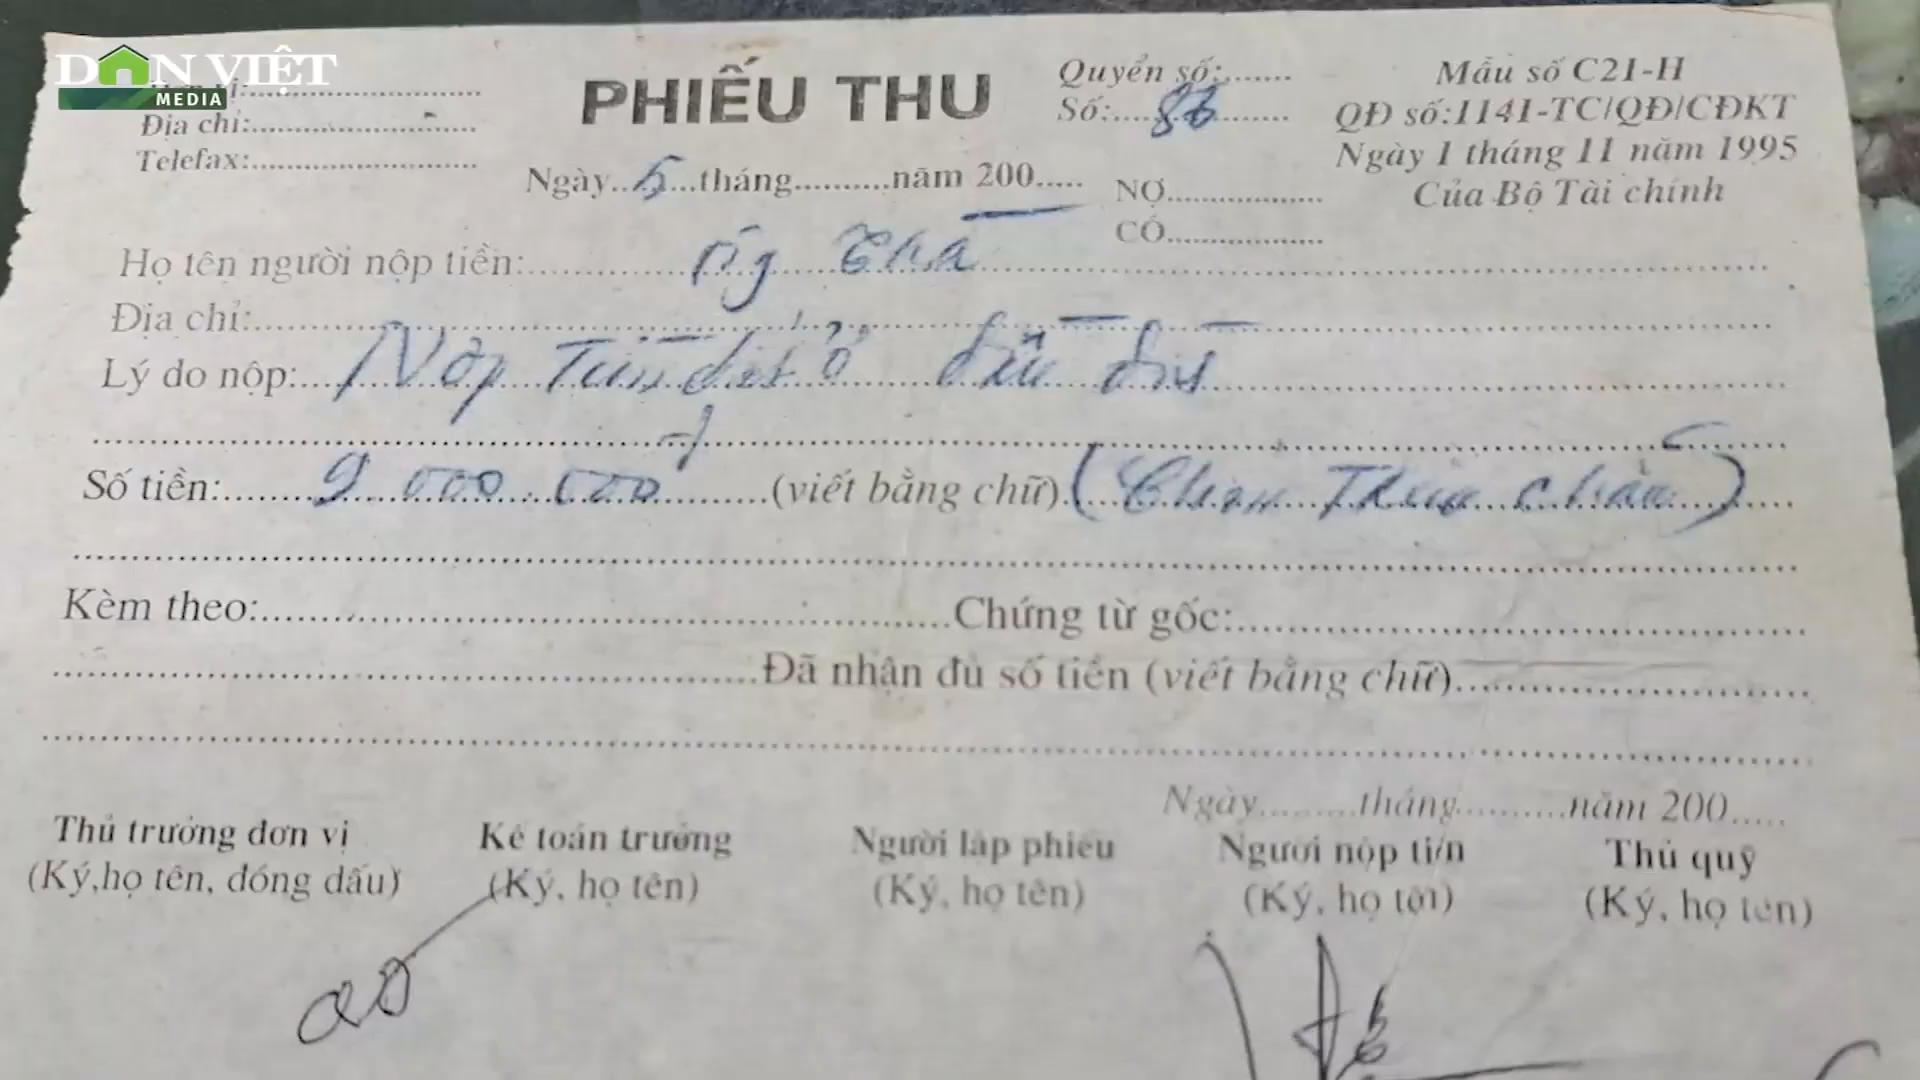 DÂN VIỆT
MEDIA
Địa chỉ:
Telefax:
PHIẾU THU
Ngày 5 tháng năm 200
Quyển số:
Số: 86
NỢ
CÓ
Mẫu số C21-H
QĐ số:1141-TC/QĐ/CĐKT
Ngày 1 tháng 11 năm 1995
Của Bộ Tài chính
Họ tên người nộp tiền:
Địa chỉ:
Lý do nộp: Nộp Tiền đất ở
Số tiền: 9 000 000đ (viết bằng chữ) (Chín Triệu chẵn)
Kèm theo: Chứng từ gốc:
Đã nhận đủ số tiền (viết bằng chữ)
Ngày tháng năm 200
Thủ trưởng đơn vị
(Ký,họ tên, đóng dấu)
Kế toán trưởng
(Ký, họ tên)
Người lập phiếu
(Ký, họ tên)
Người nộp tiền
(Ký, họ tên)
Thủ quỹ
(Ký, họ tên)